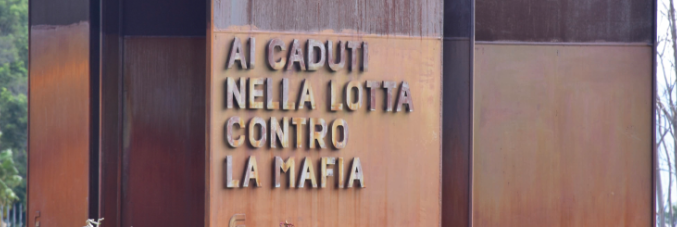 AI CADUTI
NELLA LOTTA
CONTRO
LA MAFIA